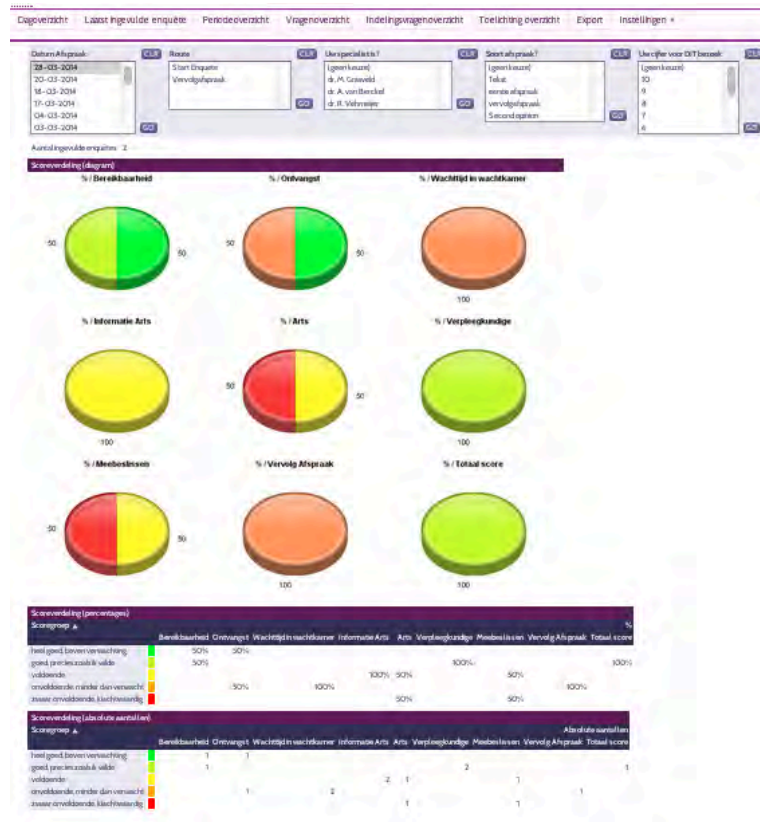 Dagoverzicht Laatst ingevulde enquête Periodeoverzicht Vragenoverzicht Indelingsvragenoverzicht Toelichting overzicht Export Instellingen
Datum Afspraak CLR Route CLR Uw specialist is? CLR Soort afspraak? CLR Uw cijfer voor DIT bezoek CLR
28-03-2014 Start Enquete (geen keuze) (geen keuze) (geen keuze)
20-03-2014 Vervolgafspraak dr. M. Tekst 10
18-03-2014 dr. A. von eerste afspraak 9
17-03-2014 GO dr. R. GO vervolgafspraak 8
04-03-2014 Second opinion GO 7
03-03-2014 GO 6 GO
Aantal ingevulde enquêtes 2
Scoreverdeling (diagram)
% / Bereikbaarheid % / Ontvangst % / Wachttijd in wachtkamer
50 50 50 50
100
% / Informatie Arts % / Arts % / Verpleegkundige
50 50
100 100
% / Meebeslissen % / Vervolg Afspraak % / Totaal score
50 50
100 100
Scoreverdeling (percentages)
Scoregroep ▲ %
Bereikbaarheid Ontvangst Wachttijd in wachtkamer Informatie Arts Arts Verpleegkundige Meebeslissen Vervolg Afspraak Totaal score
heel goed, boven verwachting 50% 50%
goed, precies zoals ik wilde 50% 100% 100%
voldoende 100% 50% 50%
onvoldoende, minder dan verwacht 50% 100% 100%
zwaar onvoldoende, klachtwaardig 50% 50%
Scoreverdeling (absolute aantallen)
Scoregroep ▲ Absolute aantallen
Bereikbaarheid Ontvangst Wachttijd in wachtkamer Informatie Arts Arts Verpleegkundige Meebeslissen Vervolg Afspraak Totaal score
heel goed, boven verwachting 1 1
goed, precies zoals ik wilde 1 2 1
voldoende 2 1 1
onvoldoende, minder dan verwacht 1 2 1
zwaar onvoldoende, klachtwaardig 1 1